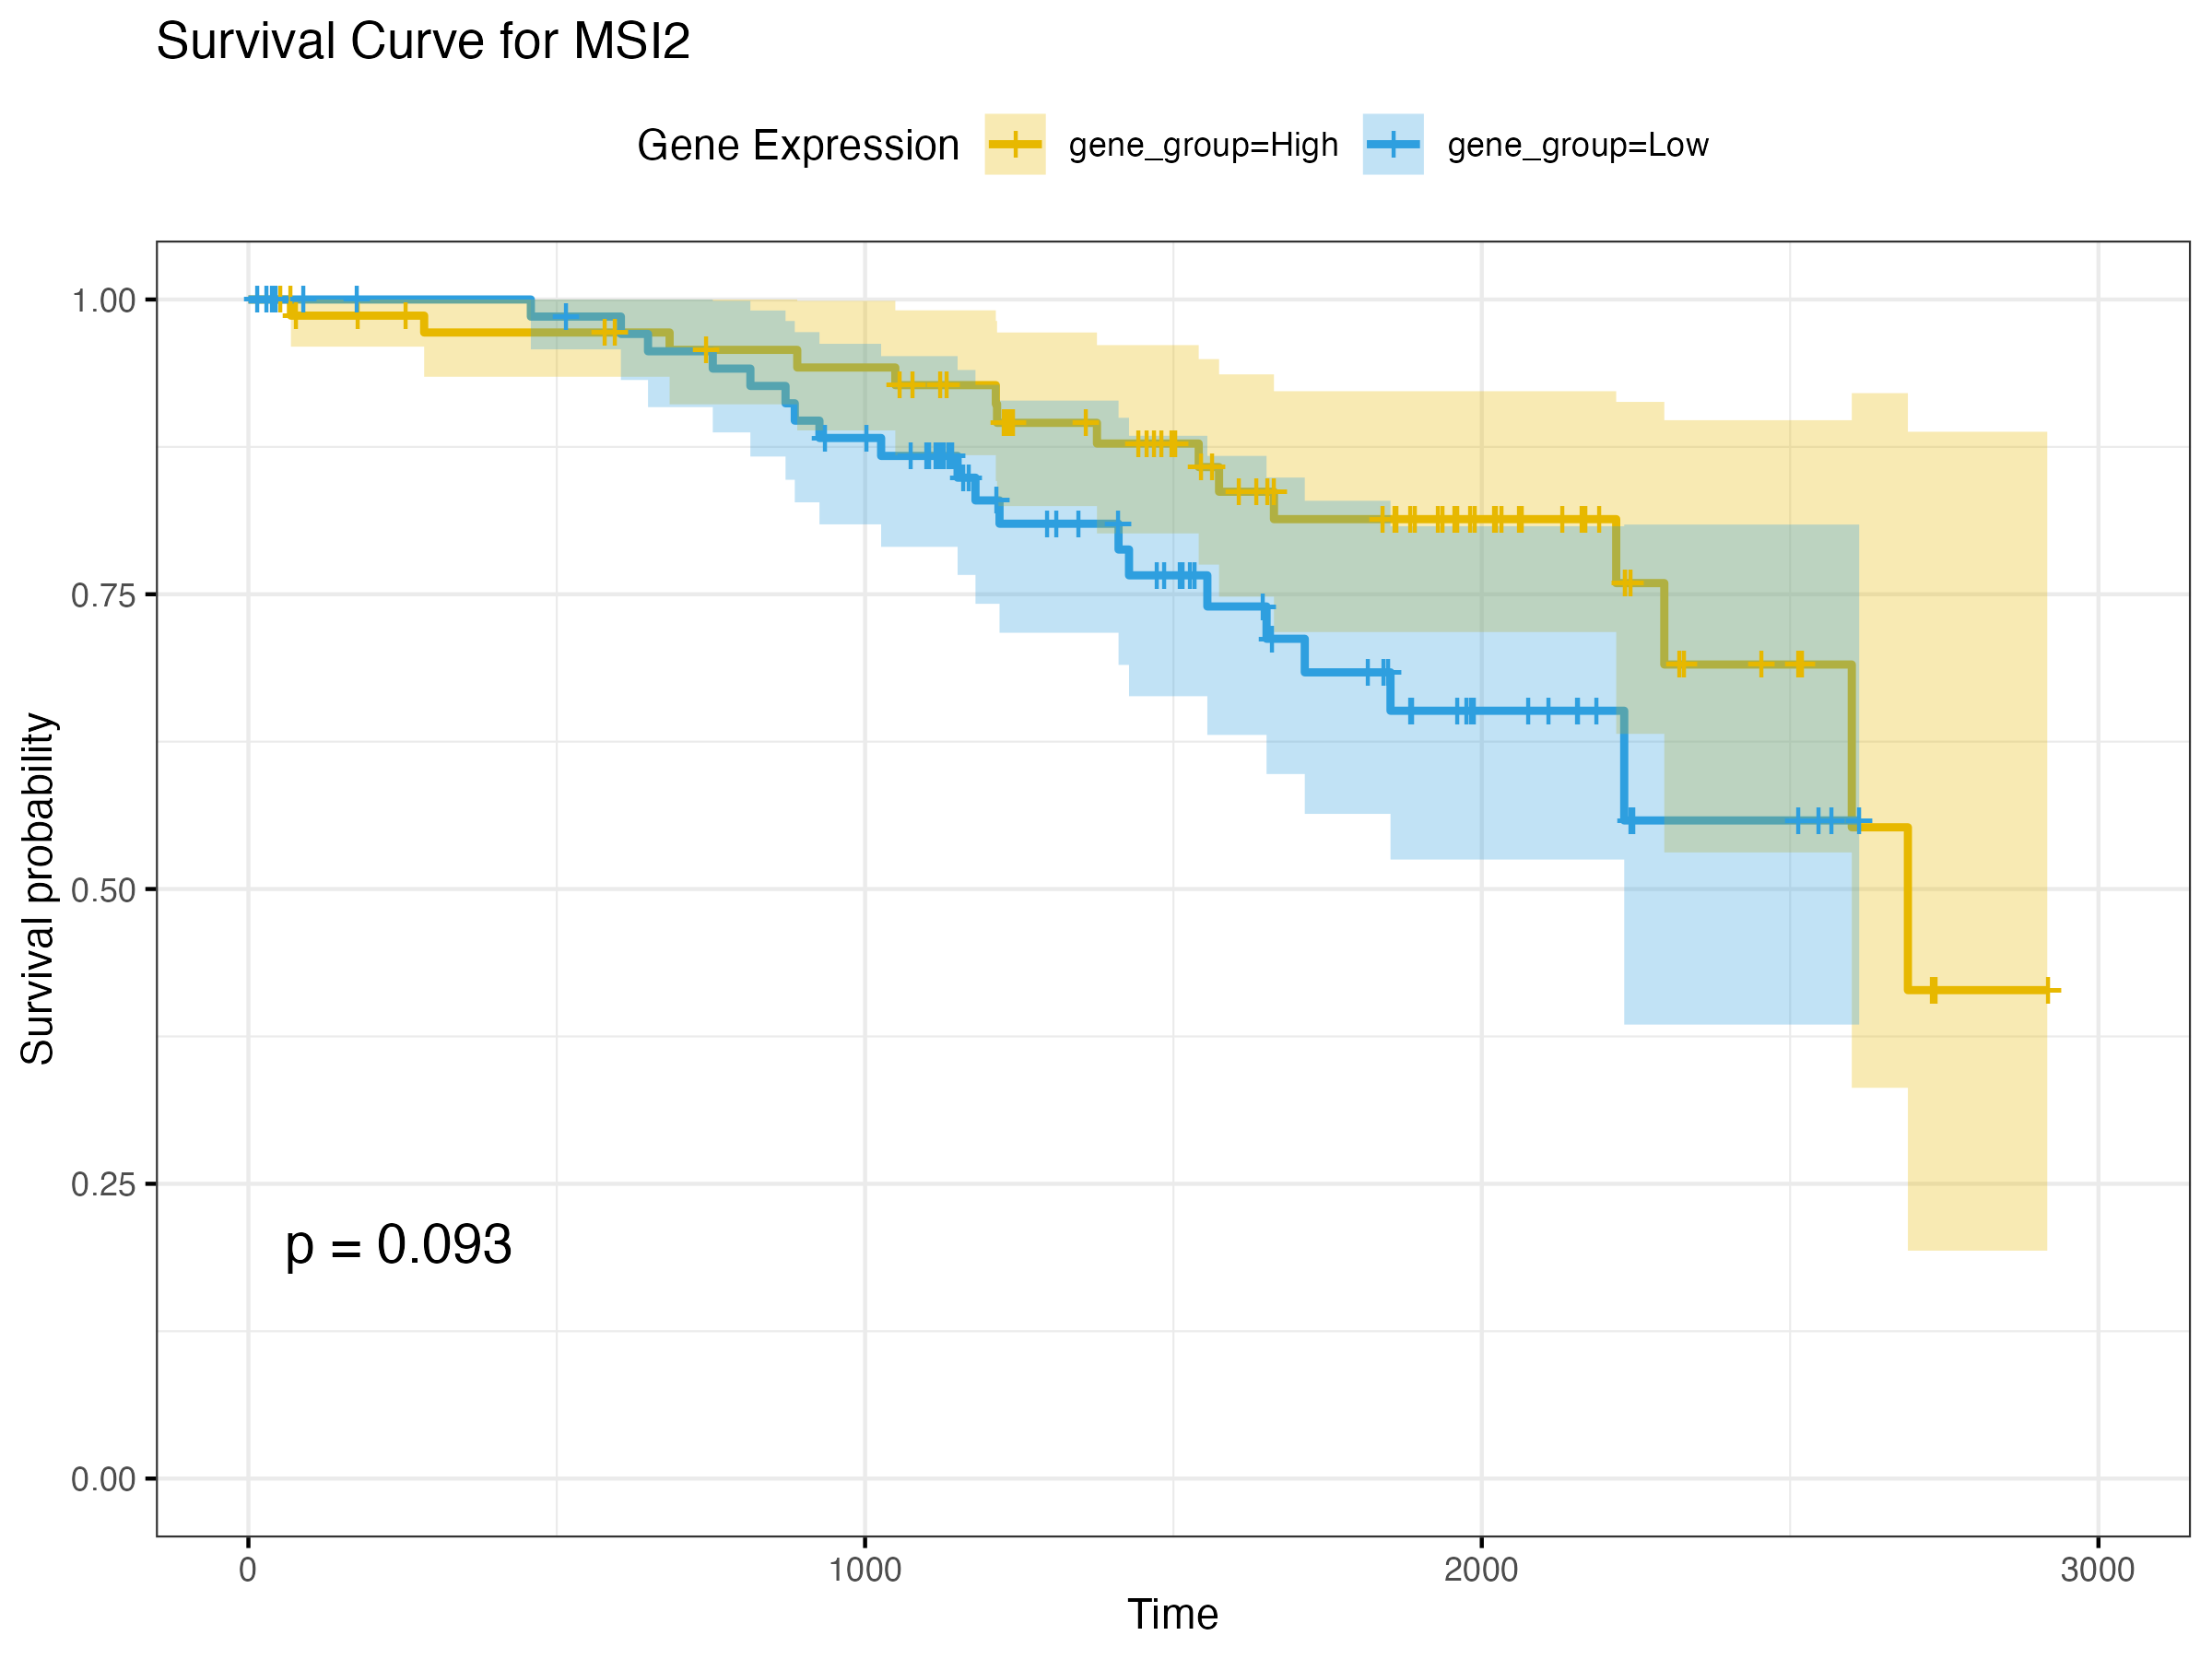 Survival Curve for MSI2
Gene Expression gene_group=High gene_group=Low
Survival probability
1.00
0.75
0.50
0.25
0.00
p = 0.093
0 1000 2000 3000
Time